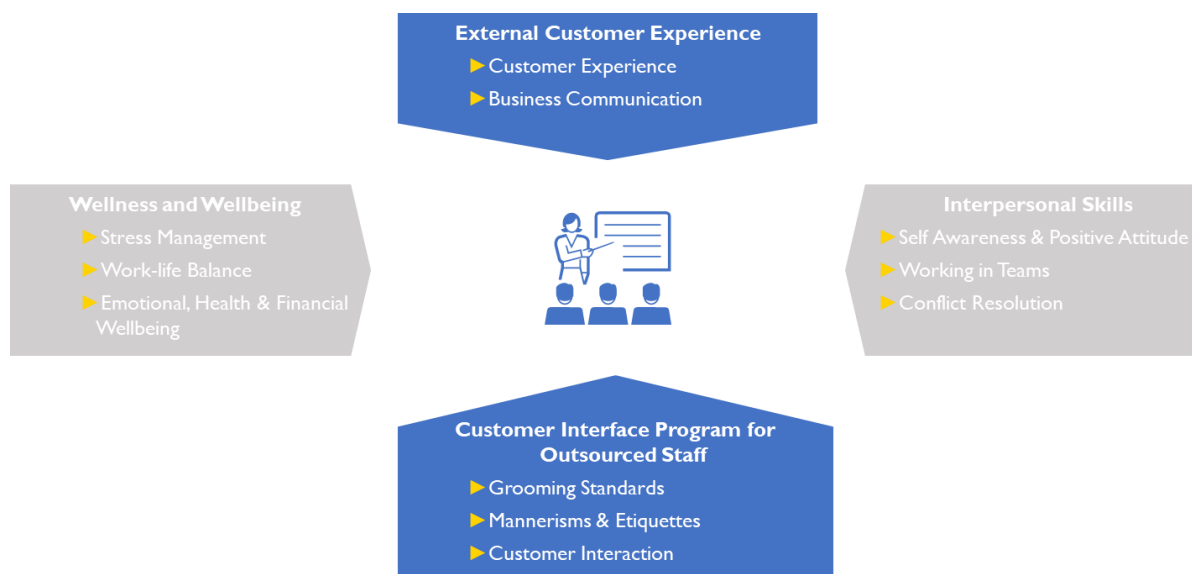 External Customer Experience
Customer Experience
Business Communication
Wellness and Wellbeing
Stress Management
Work-life Balance
Emotional, Health & Financial
Wellbeing
Interpersonal Skills
Self Awareness & Positive Attitude
Working in Teams
Conflict Resolution
Customer Interface Program for
Outsourced Staff
Grooming Standards
Mannerisms & Etiquettes
Customer Interaction